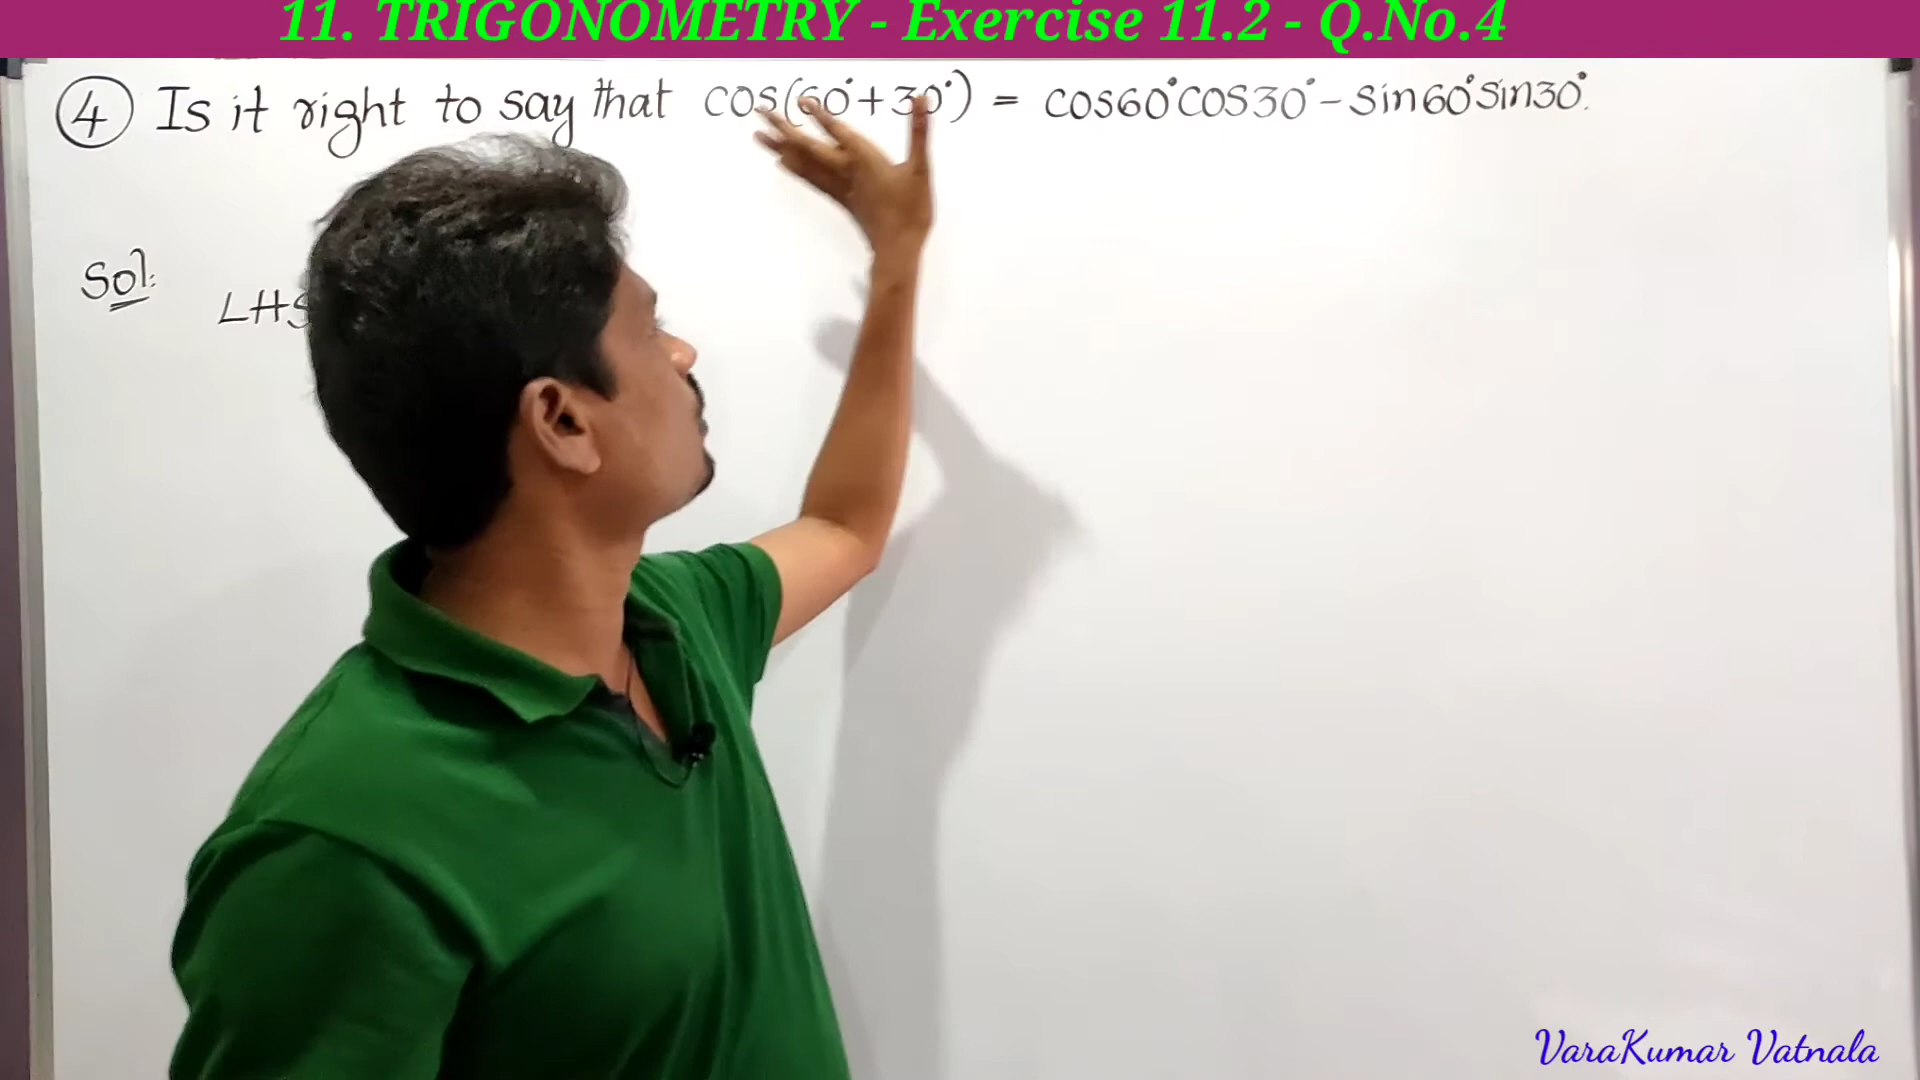 11. TRIGONOMETRY - Exercise 11.2 - Q.No.4
④ Is it right to say that cos(60°+30°) = cos60°cos30° - sin60°sin30°.
Sol:
LHS
VaraKumar Vatnala